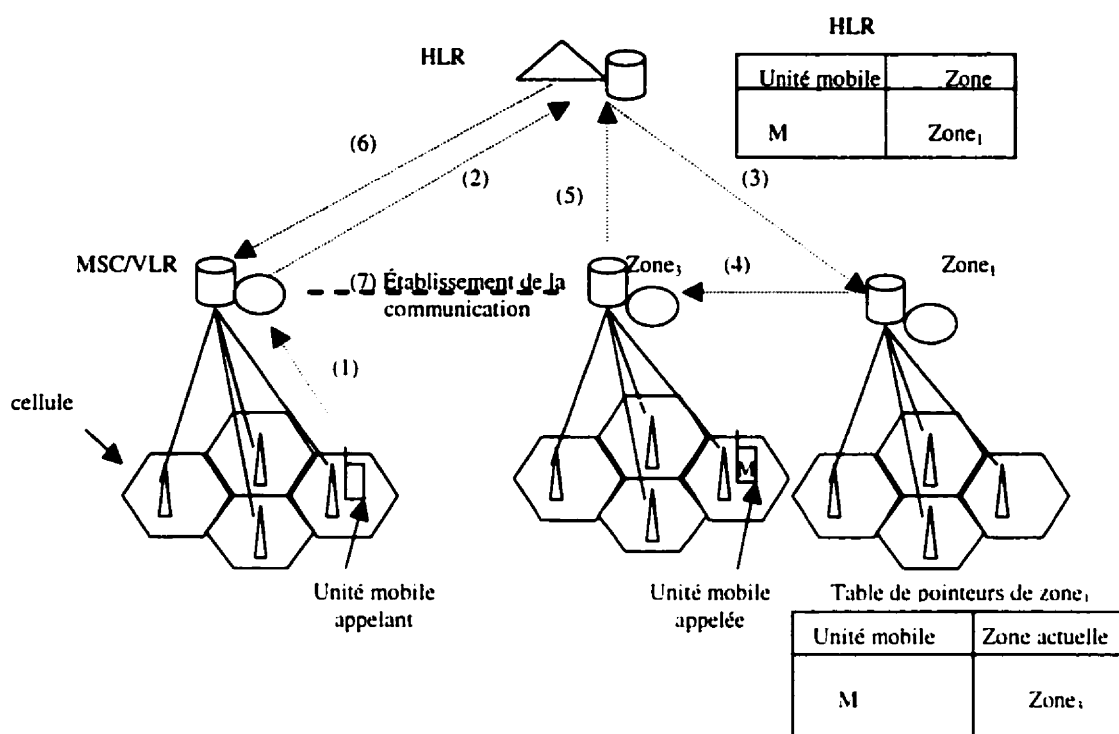 HLR
HLR
Unité mobile Zone
M Zone₁
(6)
(2)
(5)
(3)
MSC/VLR
Zone₃
(4)
Zone₁
(7) Établissement de la
communication
(1)
cellule
M
Unité mobile
appelant
Unité mobile
appelée
Table de pointeurs de zone₁
Unité mobile Zone actuelle
M Zone₃